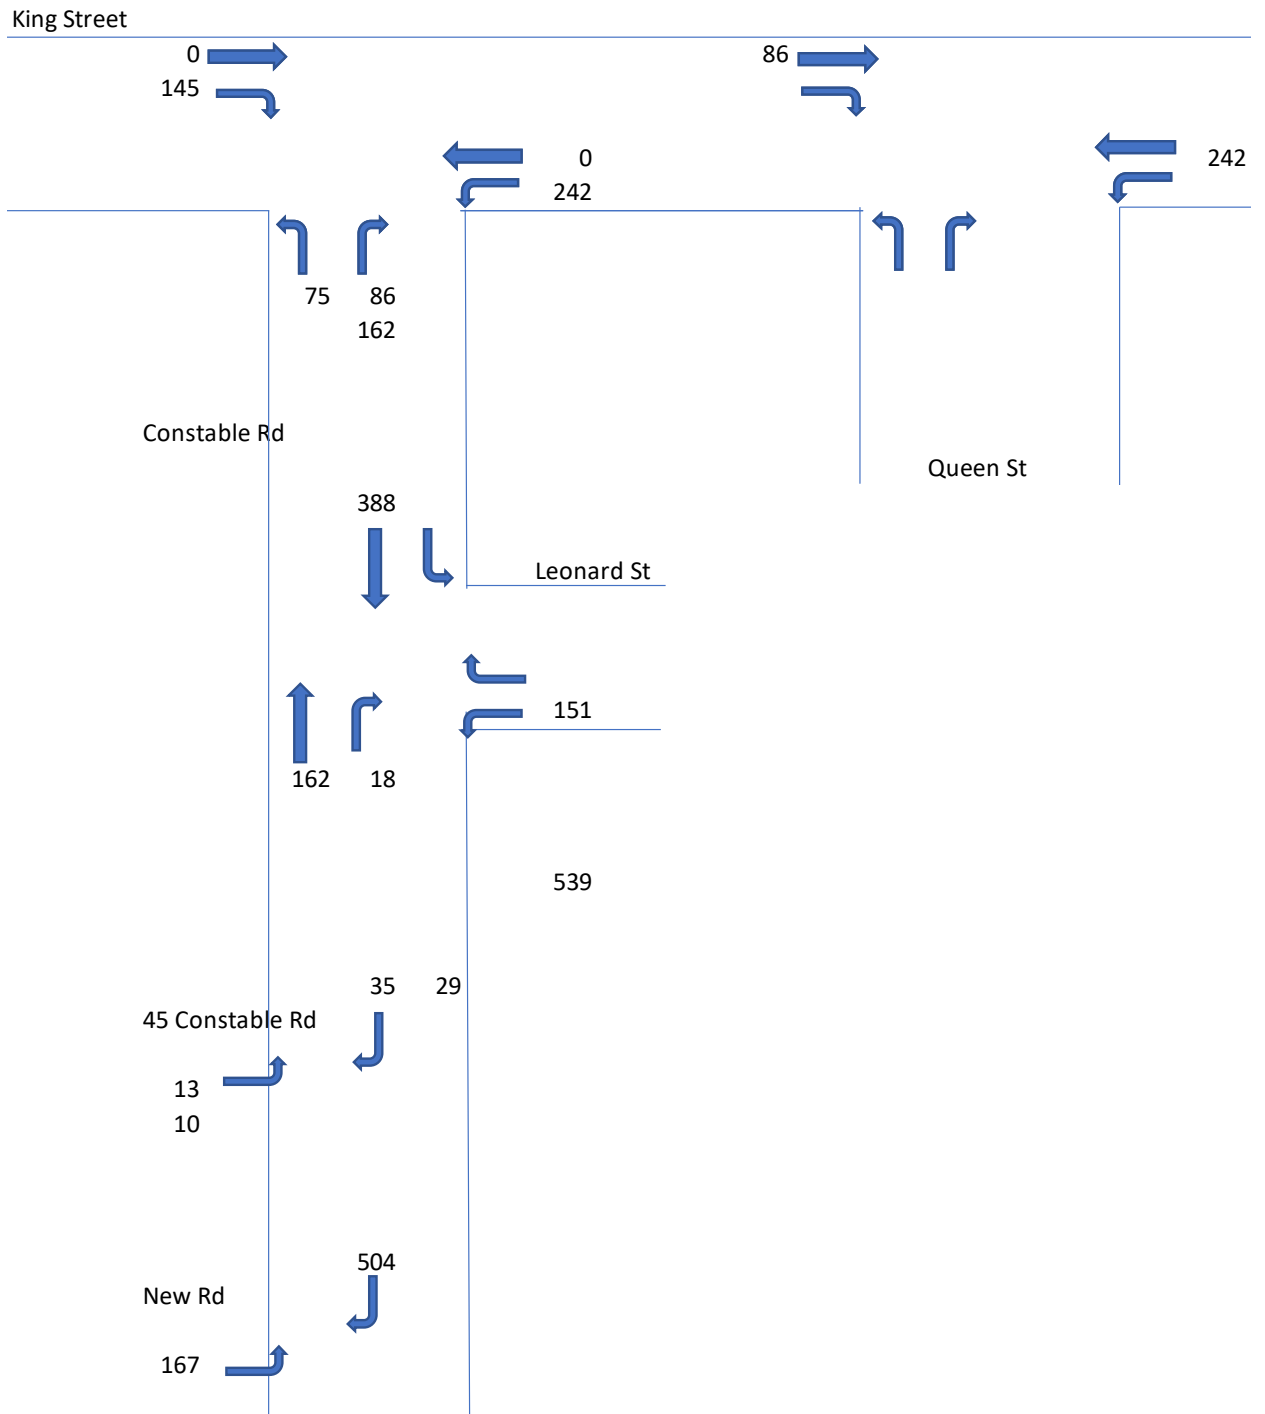 King Street
0 86
145
0 242
242
75 86
162
Constable Rd
Queen St
388
Leonard St
151
162 18
539
35 29
45 Constable Rd
13
10
504
New Rd
167